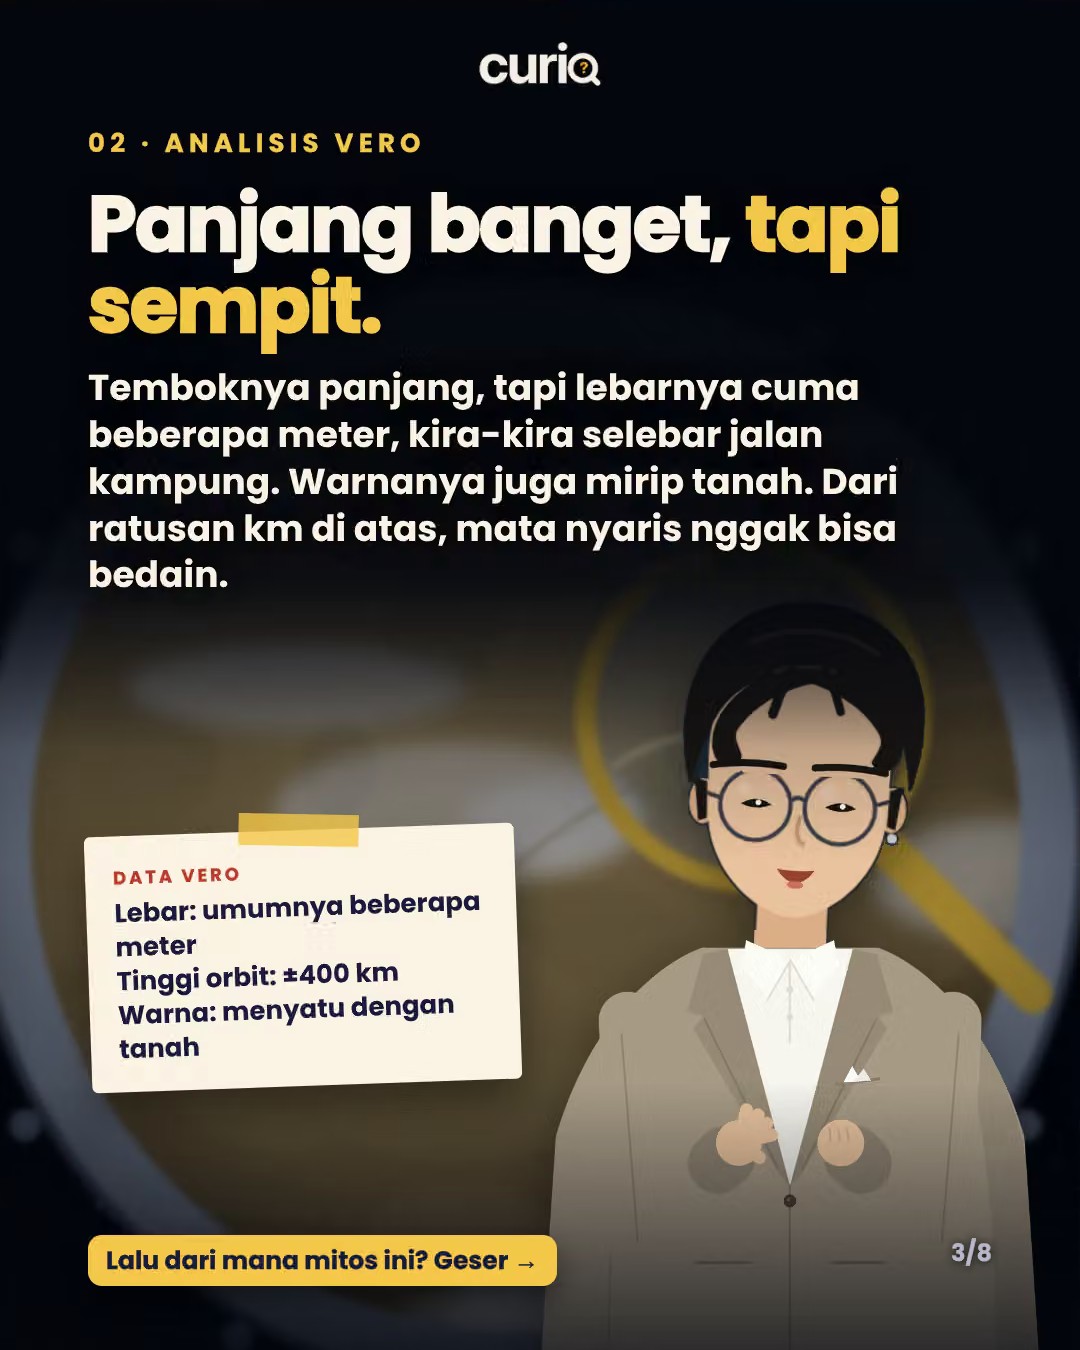 curiq
02 · ANALISIS VERO
Panjang banget, tapi
sempit.
Temboknya panjang, tapi lebarnya cuma
beberapa meter, kira-kira selebar jalan
kampung. Warnanya juga mirip tanah. Dari
ratusan km di atas, mata nyaris nggak bisa
bedain.
DATA VERO
Lebar: umumnya beberapa
meter
Tinggi orbit: ±400 km
Warna: menyatu dengan
tanah
Lalu dari mana mitos ini? Geser →
3/8